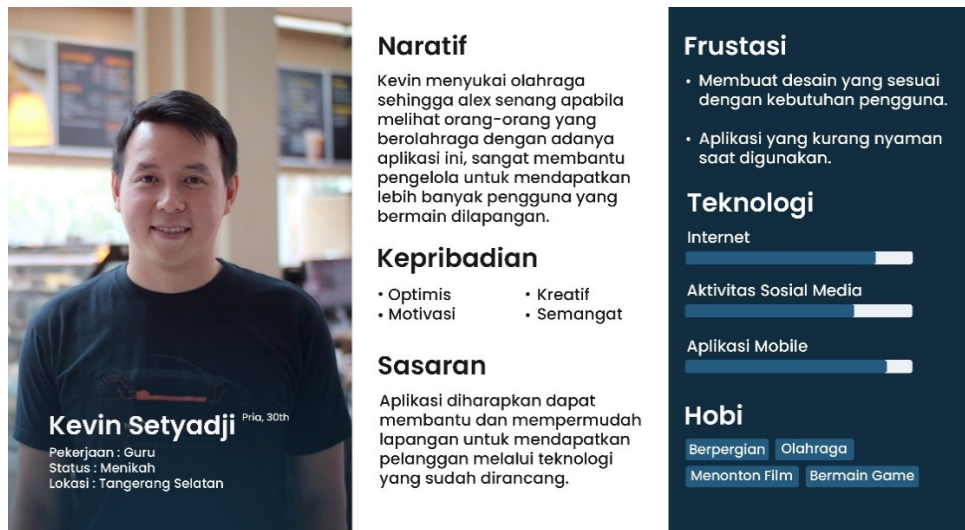 Kevin Setyadji Pria, 30th
Pekerjaan : Guru
Status : Menikah
Lokasi : Tangerang Selatan
Naratif
Kevin menyukai olahraga
sehingga alex senang apabila
melihat orang-orang yang
berolahraga dengan adanya
aplikasi ini, sangat membantu
pengelola untuk mendapatkan
lebih banyak pengguna yang
bermain dilapangan.
Kepribadian
• Optimis
• Motivasi
• Kreatif
• Semangat
Sasaran
Aplikasi diharapkan dapat
membantu dan mempermudah
lapangan untuk mendapatkan
pelanggan melalui teknologi
yang sudah dirancang.
Frustasi
• Membuat desain yang sesuai
dengan kebutuhan pengguna.
• Aplikasi yang kurang nyaman
saat digunakan.
Teknologi
Internet
Aktivitas Sosial Media
Aplikasi Mobile
Hobi
Berpergian Olahraga
Menonton Film Bermain Game